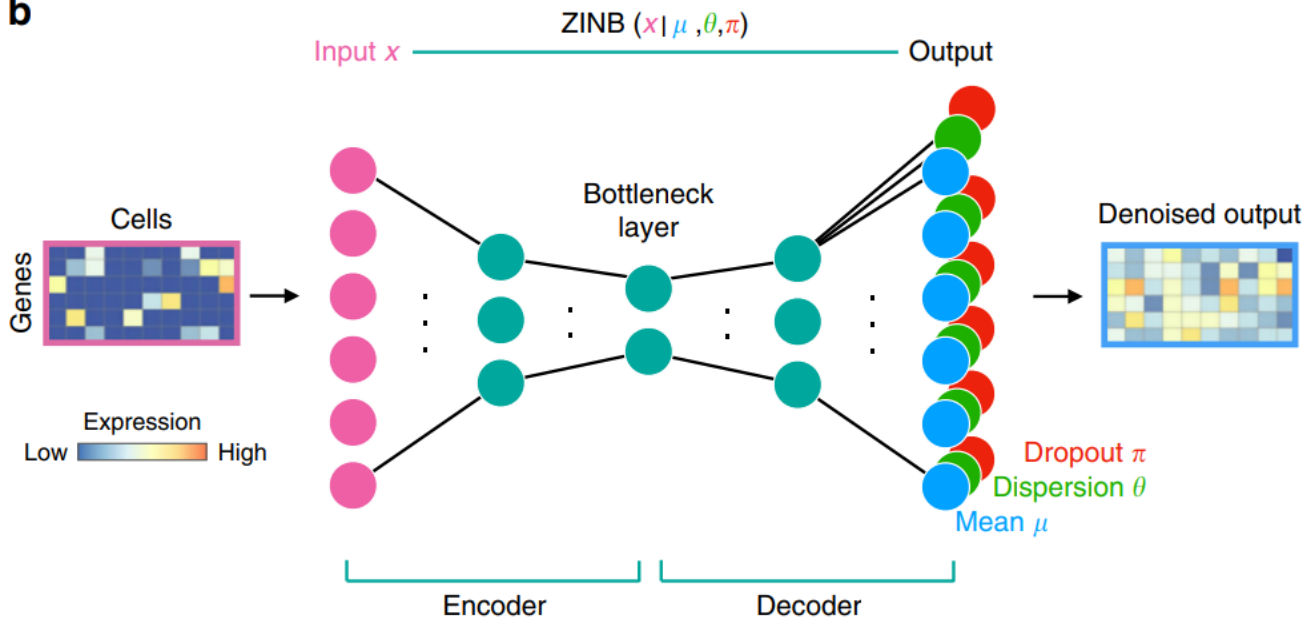 b
ZINB (x | μ ,θ,π)
Input x
Output
Bottleneck
layer
Cells
Genes
Denoised output
Expression
Low
High
Dropout π
Dispersion θ
Mean μ
Encoder
Decoder